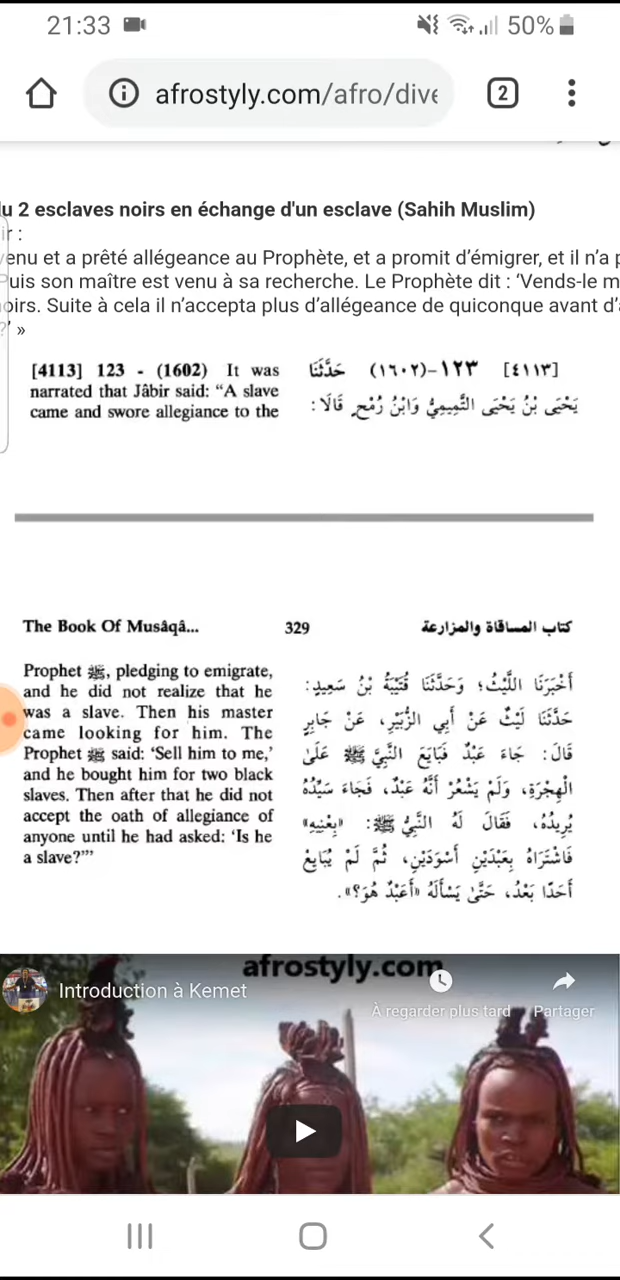 21:33
50%
afrostyly.com/afro/dive
2
u 2 esclaves noirs en échange d'un esclave (Sahih Muslim)
ir :
enu et a prêté allégeance au Prophète, et a promit d'émigrer, et il n'a p
Puis son maître est venu à sa recherche. Le Prophète dit : 'Vends-le m
oirs. Suite à cela il n'accepta plus d'allégeance de quiconque avant d'
?' »
[4113] 123 - (1602) It was
narrated that Jâbir said: “A slave
came and swore allegiance to the
[٤١١٣] ١٢٣-(١٦٠٢) حَدَّثَنَا
يَحْيَى بْنُ يَحْيَى التَّمِيمِيُّ وَابْنُ رُمْحٍ قَالَا:
The Book Of Musâqâ...
329
كتاب المساقاة والمزارعة
Prophet ﷺ, pledging to emigrate,
and he did not realize that he
was a slave. Then his master
came looking for him. The
Prophet ﷺ said: ‘Sell him to me,’
and he bought him for two black
slaves. Then after that he did not
accept the oath of allegiance of
anyone until he had asked: ‘Is he
a slave?’”
أَخْبَرَنَا اللَّيْثُ؛ وَحَدَّثَنَا قُتَيْبَةُ بْنُ سَعِيدٍ:
حَدَّثَنَا لَيْثٌ عَنْ أَبِي الزُّبَيْرِ، عَنْ جَابِرٍ
قَالَ: جَاءَ عَبْدٌ فَبَايَعَ النَّبِيَّ ﷺ عَلَى
الْهِجْرَةِ، وَلَمْ يَشْعُرْ أَنَّهُ عَبْدٌ، فَجَاءَ سَيِّدُهُ
يُرِيدُهُ، فَقَالَ لَهُ النَّبِيُّ ﷺ: «بِعْنِيهِ»
فَاشْتَرَاهُ بِعَبْدَيْنِ أَسْوَدَيْنِ، ثُمَّ لَمْ يُبَايِعْ
أَحَدًا بَعْدُ، حَتَّى يَسْأَلَهُ «أَعَبْدٌ هُوَ؟».
afrostyly.com
Introduction à Kemet
À regarder plus tard
Partager